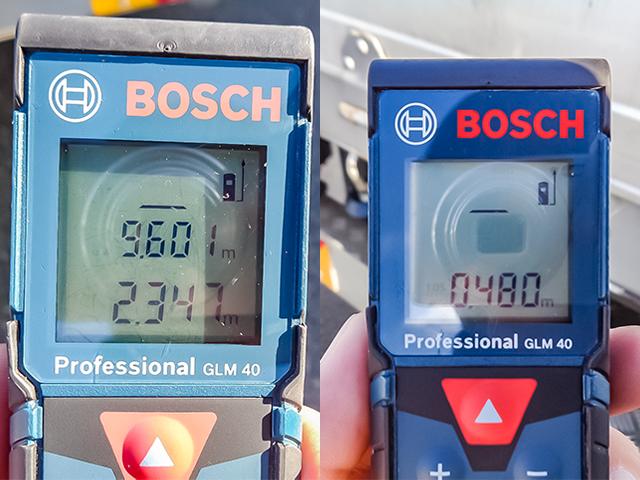 BOSCH
9.601 m
2.347 m
Professional GLM 40
BOSCH
0.480 m
Professional GLM 40
+ −